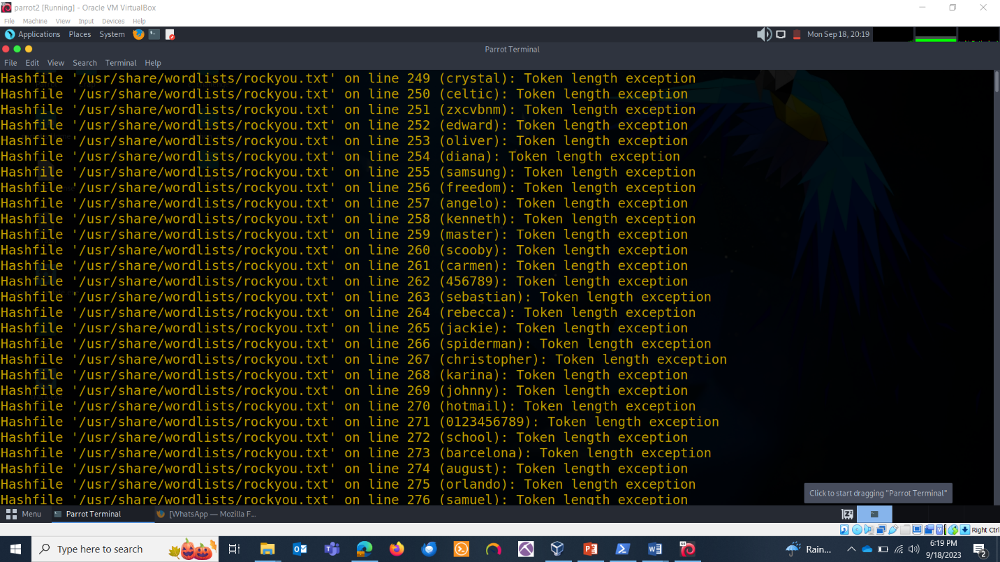 parrot2 [Running] - Oracle VM VirtualBox
File Machine View Input Devices Help
Applications Places System Mon Sep 18, 20:19
Parrot Terminal
File Edit View Search Terminal Help
Hashfile '/usr/share/wordlists/rockyou.txt' on line 249 (crystal): Token length exception
Hashfile '/usr/share/wordlists/rockyou.txt' on line 250 (celtic): Token length exception
Hashfile '/usr/share/wordlists/rockyou.txt' on line 251 (zxcvbnm): Token length exception
Hashfile '/usr/share/wordlists/rockyou.txt' on line 252 (edward): Token length exception
Hashfile '/usr/share/wordlists/rockyou.txt' on line 253 (oliver): Token length exception
Hashfile '/usr/share/wordlists/rockyou.txt' on line 254 (diana): Token length exception
Hashfile '/usr/share/wordlists/rockyou.txt' on line 255 (samsung): Token length exception
Hashfile '/usr/share/wordlists/rockyou.txt' on line 256 (freedom): Token length exception
Hashfile '/usr/share/wordlists/rockyou.txt' on line 257 (angelo): Token length exception
Hashfile '/usr/share/wordlists/rockyou.txt' on line 258 (kenneth): Token length exception
Hashfile '/usr/share/wordlists/rockyou.txt' on line 259 (master): Token length exception
Hashfile '/usr/share/wordlists/rockyou.txt' on line 260 (scooby): Token length exception
Hashfile '/usr/share/wordlists/rockyou.txt' on line 261 (carmen): Token length exception
Hashfile '/usr/share/wordlists/rockyou.txt' on line 262 (456789): Token length exception
Hashfile '/usr/share/wordlists/rockyou.txt' on line 263 (sebastian): Token length exception
Hashfile '/usr/share/wordlists/rockyou.txt' on line 264 (rebecca): Token length exception
Hashfile '/usr/share/wordlists/rockyou.txt' on line 265 (jackie): Token length exception
Hashfile '/usr/share/wordlists/rockyou.txt' on line 266 (spiderman): Token length exception
Hashfile '/usr/share/wordlists/rockyou.txt' on line 267 (christopher): Token length exception
Hashfile '/usr/share/wordlists/rockyou.txt' on line 268 (karina): Token length exception
Hashfile '/usr/share/wordlists/rockyou.txt' on line 269 (johnny): Token length exception
Hashfile '/usr/share/wordlists/rockyou.txt' on line 270 (hotmail): Token length exception
Hashfile '/usr/share/wordlists/rockyou.txt' on line 271 (0123456789): Token length exception
Hashfile '/usr/share/wordlists/rockyou.txt' on line 272 (school): Token length exception
Hashfile '/usr/share/wordlists/rockyou.txt' on line 273 (barcelona): Token length exception
Hashfile '/usr/share/wordlists/rockyou.txt' on line 274 (august): Token length exception
Hashfile '/usr/share/wordlists/rockyou.txt' on line 275 (orlando): Token length exception
Hashfile '/usr/share/wordlists/rockyou.txt' on line 276 (samuel): Token length exception
Click to start dragging "Parrot Terminal"
Menu Parrot Terminal [WhatsApp — Mozilla F...
Right Ctrl
Type here to search Rain... 6:19 PM
9/18/2023 2